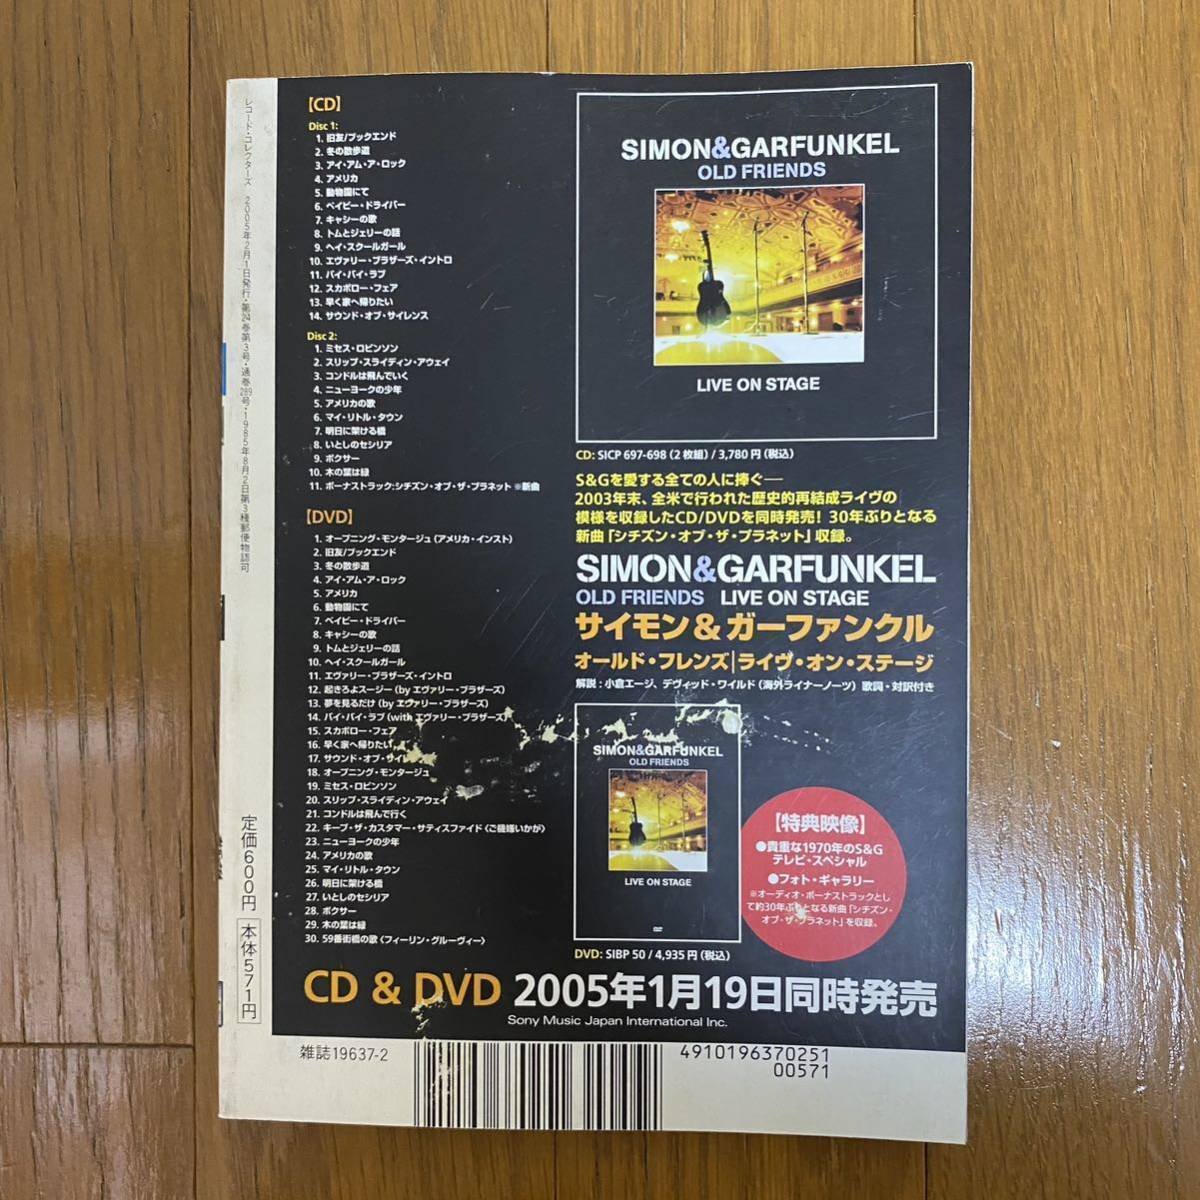 レコード・コレクターズ 2005年2月1日発行・第24巻第3号・通巻289号・1985年8月2日第3種郵便物認可
定価600円 本体571円
【CD】
Disc 1:
1. 旧友/ブックエンド
2. 冬の散歩道
3. アイ・アム・ア・ロック
4. アメリカ
5. 動物園にて
6. ベイビー・ドライバー
7. キャシーの歌
8. トムとジェリーの話
9. ヘイ・スクールガール
10. エヴァリー・ブラザーズ・イントロ
11. バイ・バイ・ラブ
12. スカボロー・フェア
13. 早く家へ帰りたい
14. サウンド・オブ・サイレンス
Disc 2:
1. ミセス・ロビンソン
2. スリップ・スライディン・アウェイ
3. コンドルは飛んでいく
4. ニューヨークの少年
5. アメリカの歌
6. マイ・リトル・タウン
7. 明日に架ける橋
8. いとしのセシリア
9. ボクサー
10. 木の葉は緑
11. ボーナストラック:シチズン・オブ・ザ・プラネット ※新曲
【DVD】
1. オープニング・モンタージュ(アメリカ・インスト)
2. 旧友/ブックエンド
3. 冬の散歩道
4. アイ・アム・ア・ロック
5. アメリカ
6. 動物園にて
7. ベイビー・ドライバー
8. キャシーの歌
9. トムとジェリーの話
10. ヘイ・スクールガール
11. エヴァリー・ブラザーズ・イントロ
12. 起きろよスージー(by エヴァリー・ブラザーズ)
13. 夢を見るだけ(by エヴァリー・ブラザーズ)
14. バイ・バイ・ラブ(with エヴァリー・ブラザーズ)
15. スカボロー・フェア
16. 早く家へ帰りたい
17. サウンド・オブ・サイレンス
18. オープニング・モンタージュ
19. ミセス・ロビンソン
20. スリップ・スライディン・アウェイ
21. コンドルは飛んで行く
22. キープ・ザ・カスタマー・サティスファイド〈ご機嫌いかが〉
23. ニューヨークの少年
24. アメリカの歌
25. マイ・リトル・タウン
26. 明日に架ける橋
27. いとしのセシリア
28. ボクサー
29. 木の葉は緑
30. 59番街橋の歌〈フィーリン・グルーヴィー〉
SIMON&GARFUNKEL
OLD FRIENDS
LIVE ON STAGE
CD: SICP 697-698 (2枚組) / 3,780円(税込)
S&Gを愛する全ての人に捧ぐ—
2003年末、全米で行われた歴史的再結成ライヴの
模様を収録したCD/DVDを同時発売! 30年ぶりとなる
新曲「シチズン・オブ・ザ・プラネット」収録。
SIMON&GARFUNKEL
OLD FRIENDS LIVE ON STAGE
サイモン&ガーファンクル
オールド・フレンズ|ライヴ・オン・ステージ
解説:小倉エージ、デヴィッド・ワイルド(海外ライナーノーツ) 歌詞・対訳付き
SIMON&GARFUNKEL
OLD FRIENDS
LIVE ON STAGE
DVD
DVD: SIBP 50 / 4,935円(税込)
【特典映像】
●貴重な1970年のS&G
テレビ・スペシャル
●フォト・ギャラリー
※オーディオ・ボーナストラックとし
て約30年ぶりとなる新曲「シチズン・
オブ・ザ・プラネット」を収録。
CD & DVD 2005年1月19日同時発売
Sony Music Japan International Inc.
雑誌19637-2
4910196370251
00571